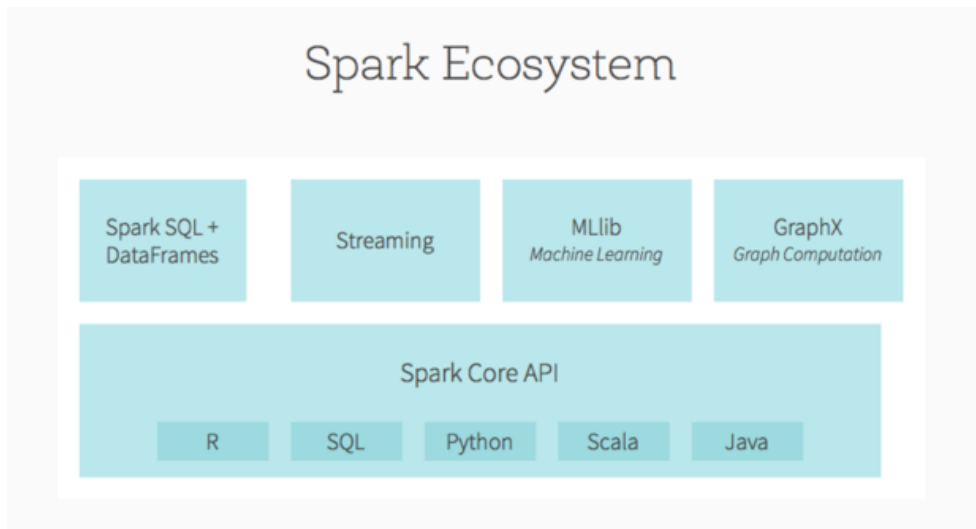 Spark Ecosystem
Spark SQL +
DataFrames
Streaming
MLlib
Machine Learning
GraphX
Graph Computation
Spark Core API
R
SQL
Python
Scala
Java